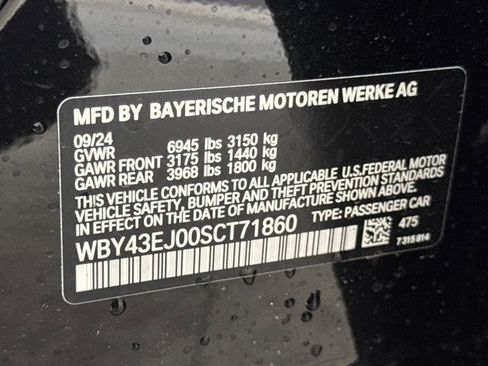 MFD BY BAYERISCHE MOTOREN WERKE AG
09/24
GVWR 6945 lbs 3150 kg
GAWR FRONT 3175 lbs 1440 kg
GAWR REAR 3968 lbs 1800 kg
THIS VEHICLE CONFORMS TO ALL APPLICABLE U.S.FEDERAL MOTOR
VEHICLE SAFETY, BUMPER AND THEFT PREVENTION STANDARDS
IN EFFECT ON THE DATE OF MANUFACTURE SHOWN ABOVE.
WBY43EJ00SCT71860 TYPE: PASSENGER CAR
475
7315814